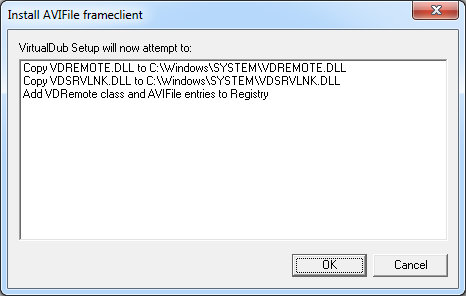 Install AVIFile frameclient
VirtualDub Setup will now attempt to:
Copy VDREMOTE.DLL to C:\Windows\SYSTEM\VDREMOTE.DLL
Copy VDSRVLNK.DLL to C:\Windows\SYSTEM\VDSRVLNK.DLL
Add VDRemote class and AVIFile entries to Registry
OK
Cancel